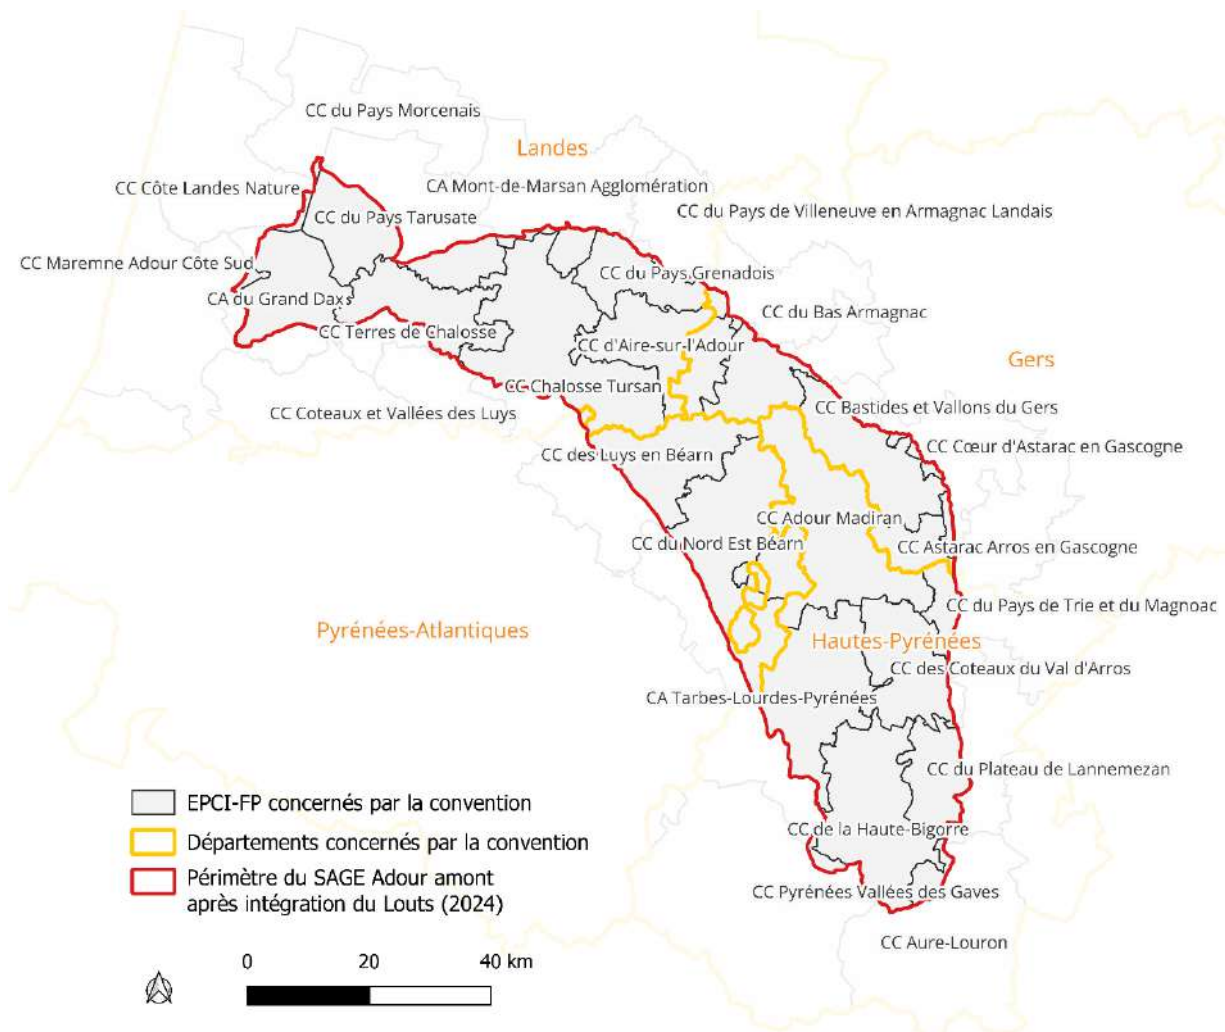 CC du Pays Morcenais
Landes
CC Côte Landes Nature
CA Mont-de-Marsan Agglomération
CC du Pays Tarusate
CC du Pays de Villeneuve en Armagnac Landais
CC Maremne Adour Côte Sud
CC du Pays Grenadois
CA du Grand Dax
CC du Bas Armagnac
CC Terres de Chalosse
CC d'Aire-sur-l'Adour
Gers
CC Chalosse Tursan
CC Coteaux et Vallées des Luys
CC Bastides et Vallons du Gers
CC des Luys en Béarn
CC Cœur d'Astarac en Gascogne
CC Adour Madiran
CC du Nord Est Béarn
CC Astarac Arros en Gascogne
CC du Pays de Trie et du Magnoac
Pyrénées-Atlantiques
Hautes-Pyrénées
CC des Coteaux du Val d'Arros
CA Tarbes-Lourdes-Pyrénées
CC du Plateau de Lannemezan
CC de la Haute-Bigorre
CC Pyrénées Vallées des Gaves
CC Aure-Louron
EPCI-FP concernés par la convention
Départements concernés par la convention
Périmètre du SAGE Adour amont
après intégration du Louts (2024)
0 20 40 km